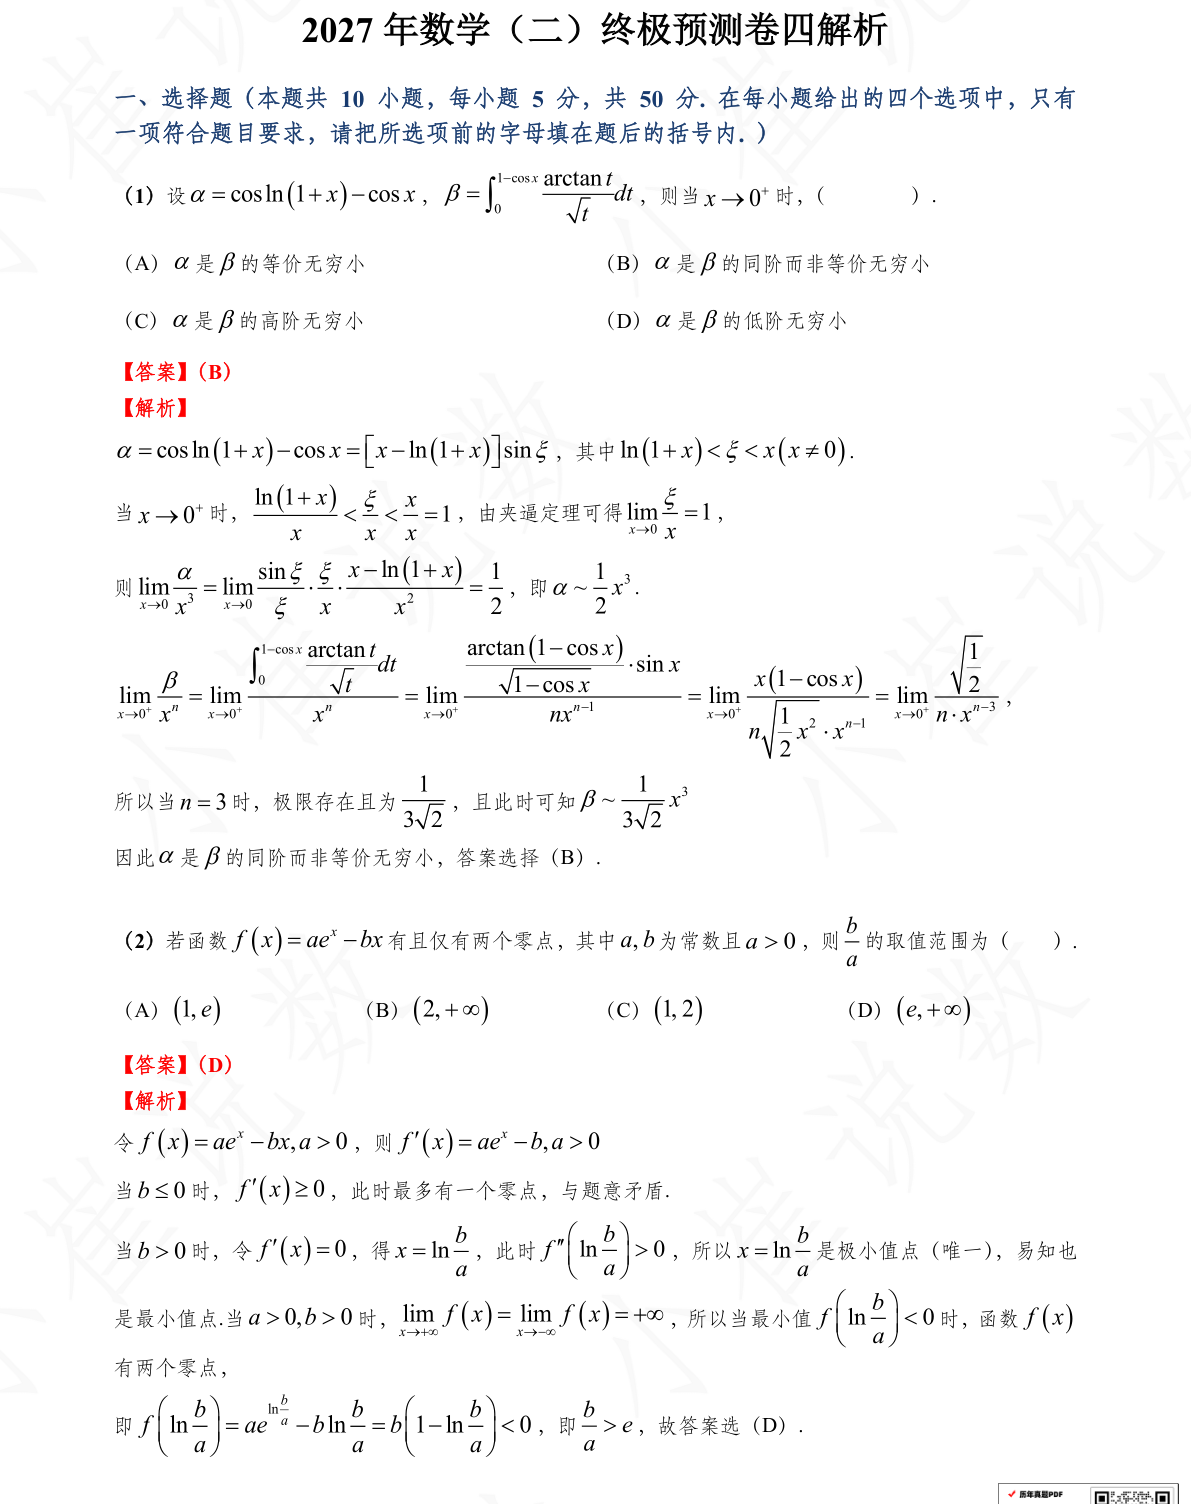 2027 年数学（二）终极预测卷四解析
一、选择题（本题共 10 小题，每小题 5 分，共 50 分. 在每小题给出的四个选项中，只有
一项符合题目要求，请把所选项前的字母填在题后的括号内. ）
（1）设 α = cos ln(1+x) − cos x ，β = ∫_0^{1−cos x} (arctan t)/√t dt ，则当 x → 0⁺ 时，（ ）.
（A）α 是 β 的等价无穷小 （B）α 是 β 的同阶而非等价无穷小
（C）α 是 β 的高阶无穷小 （D）α 是 β 的低阶无穷小
【答案】（B）
【解析】
α = cos ln(1+x) − cos x = [x − ln(1+x)] sin ξ ，其中 ln(1+x) < ξ < x (x ≠ 0) .
当 x → 0⁺ 时，ln(1+x)/x < ξ/x < x/x = 1，由夹逼定理可得 lim_{x→0} ξ/x = 1，
则 lim_{x→0} α/x³ = lim_{x→0} (sin ξ)/ξ · ξ/x · (x − ln(1+x))/x² = 1/2，即 α ~ 1/2 x³ .
lim_{x→0⁺} β/xⁿ = lim_{x→0⁺} (∫_0^{1−cos x} (arctan t)/√t dt)/xⁿ = lim_{x→0⁺} ((arctan(1−cos x))/√(1−cos x) · sin x)/(nx^{n−1}) = lim_{x→0⁺} (x(1−cos x))/(n√(1/2 x²) · x^{n−1}) = lim_{x→0⁺} √(1/2)/(n · x^{n−3})，
所以当 n = 3 时，极限存在且为 1/(3√2)，且此时可知 β ~ 1/(3√2) x³
因此 α 是 β 的同阶而非等价无穷小，答案选择（B）.
（2）若函数 f(x) = aeˣ − bx 有且仅有两个零点，其中 a, b 为常数且 a > 0，则 b/a 的取值范围为（ ）.
（A）(1, e) （B）(2, +∞) （C）(1, 2) （D）(e, +∞)
【答案】（D）
【解析】
令 f(x) = aeˣ − bx, a > 0，则 f′(x) = aeˣ − b, a > 0
当 b ≤ 0 时，f′(x) ≥ 0，此时最多有一个零点，与题意矛盾.
当 b > 0 时，令 f′(x) = 0，得 x = ln b/a，此时 f″(ln b/a) > 0，所以 x = ln b/a 是极小值点（唯一），易知也
是最小值点.当 a > 0, b > 0 时，lim_{x→+∞} f(x) = lim_{x→−∞} f(x) = +∞，所以当最小值 f(ln b/a) < 0 时，函数 f(x)
有两个零点，
即 f(ln b/a) = ae^{ln b/a} − b ln b/a = b(1 − ln b/a) < 0，即 b/a > e，故答案选（D）.
历年真题PDF